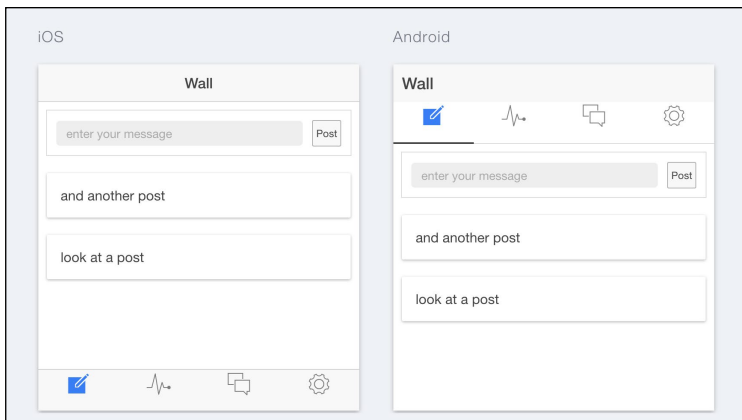 iOS
Wall
enter your message
Post
and another post
look at a post
Android
Wall
enter your message
Post
and another post
look at a post